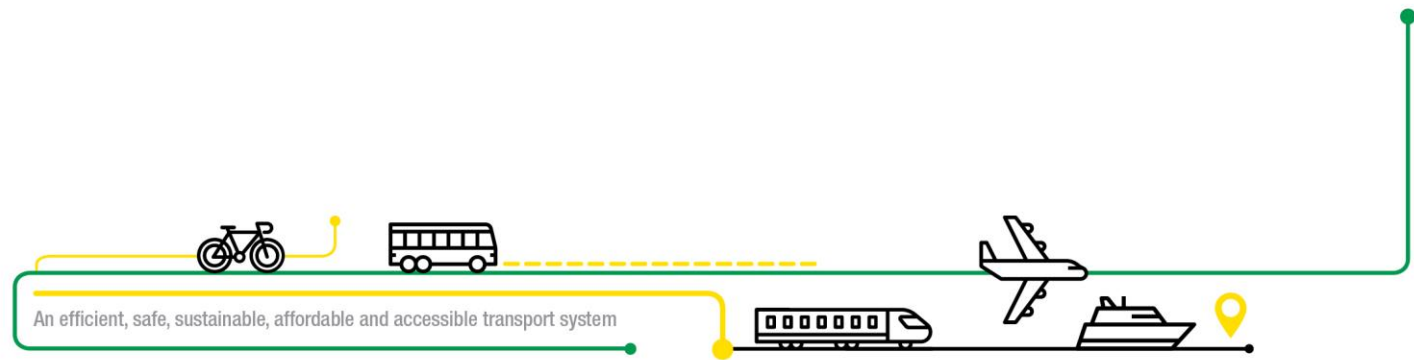 An efficient, safe, sustainable, affordable and accessible transport system